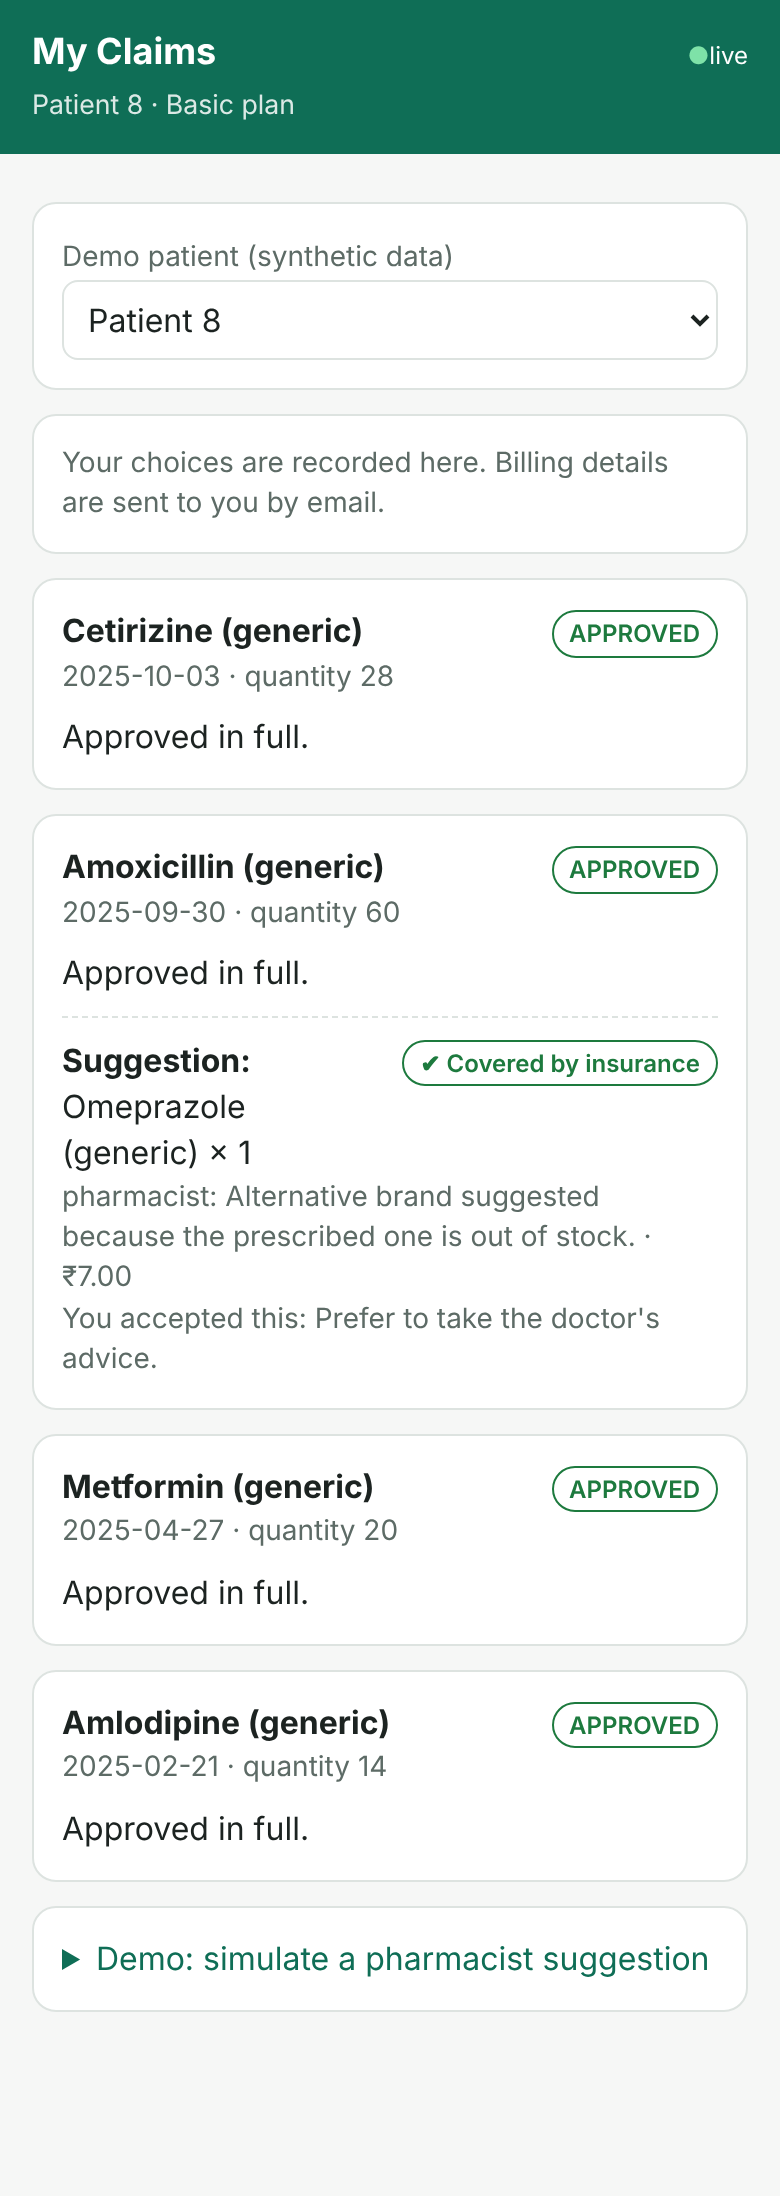 My Claims
live
Patient 8 · Basic plan
Demo patient (synthetic data)
Patient 8
Your choices are recorded here. Billing details
are sent to you by email.
Cetirizine (generic)
APPROVED
2025-10-03 · quantity 28
Approved in full.
Amoxicillin (generic)
APPROVED
2025-09-30 · quantity 60
Approved in full.
Suggestion:
✔ Covered by insurance
Omeprazole
(generic) × 1
pharmacist: Alternative brand suggested
because the prescribed one is out of stock. ·
₹7.00
You accepted this: Prefer to take the doctor's
advice.
Metformin (generic)
APPROVED
2025-04-27 · quantity 20
Approved in full.
Amlodipine (generic)
APPROVED
2025-02-21 · quantity 14
Approved in full.
Demo: simulate a pharmacist suggestion